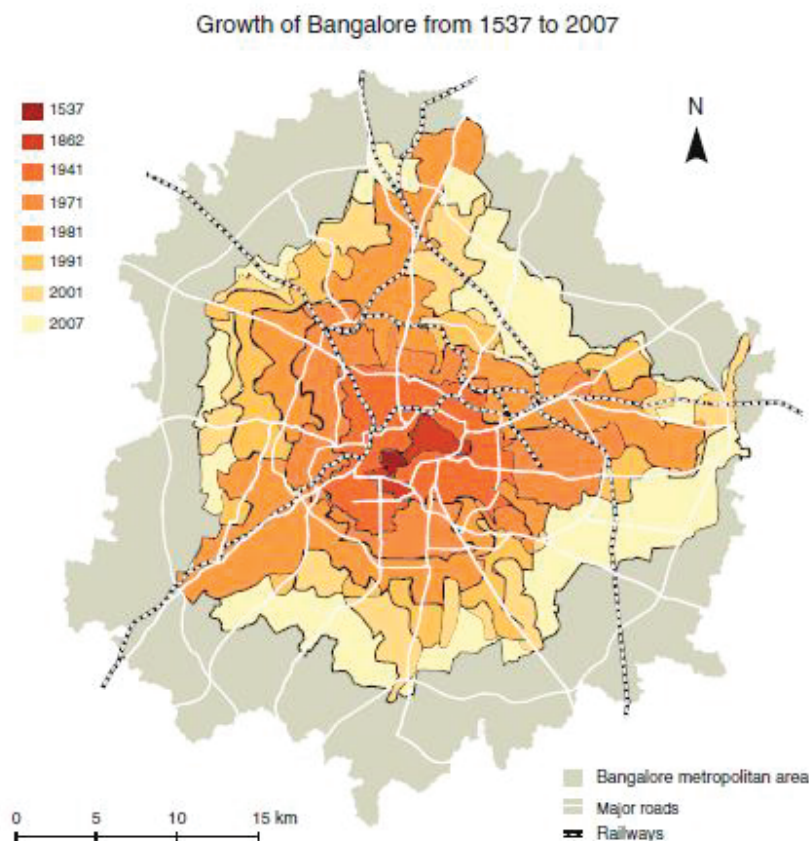 Growth of Bangalore from 1537 to 2007
1537
1862
1941
1971
1981
1991
2001
2007
N
Bangalore metropolitan area
Major roads
Railways
0 5 10 15 km